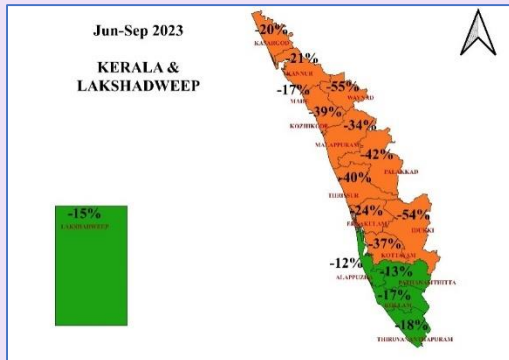 Jun-Sep 2023
KERALA &
LAKSHADWEEP
-20%
KASARGOD
-21%
KANNUR
-17%
MAHE
-55%
WAYNAD
-39%
KOZHIKODE
-34%
MALAPPURAM
-42%
PALAKKAD
-40%
THRISSUR
-24%
ERNAKULAM
-54%
IDUKKI
-37%
KOTTAYAM
-12%
ALAPPUZHA
-13%
PATHANAMTHITTA
-17%
KOLLAM
-18%
THIRUVANANTHAPURAM
-15%
LAKSHADWEEP